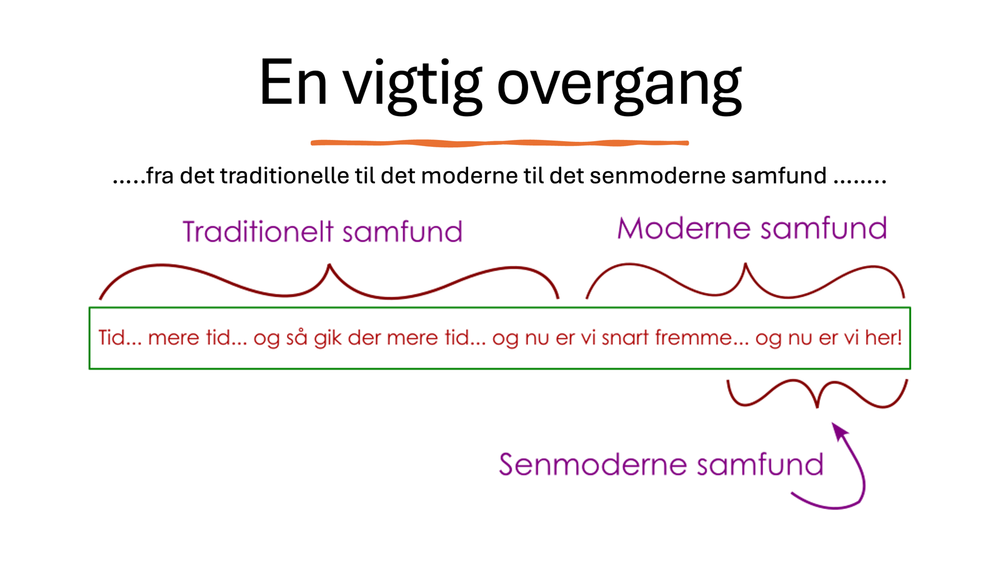 En vigtig overgang
.....fra det traditionelle til det moderne til det senmoderne samfund ........
Traditionelt samfund
Moderne samfund
Tid... mere tid... og så gik der mere tid... og nu er vi snart fremme... og nu er vi her!
Senmoderne samfund